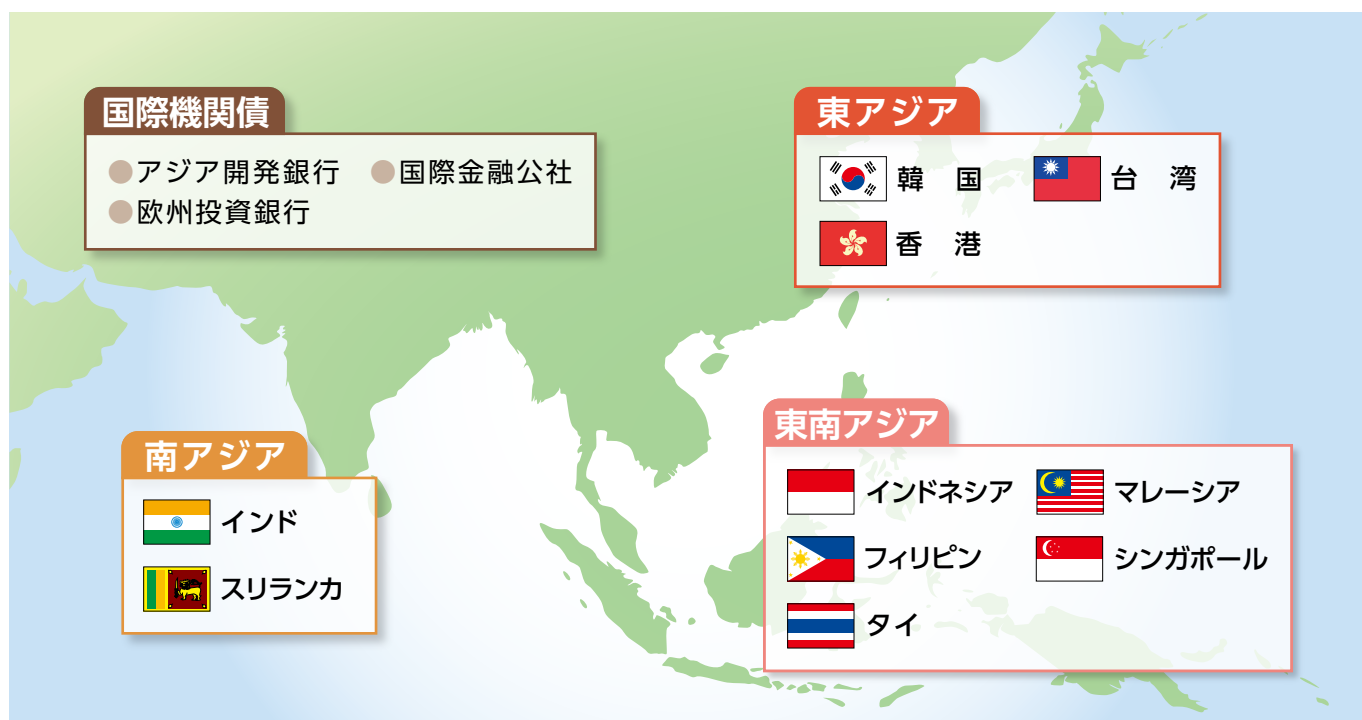 国際機関債
●アジア開発銀行 ●国際金融公社
●欧州投資銀行
東アジア
韓 国 台 湾
香 港
南アジア
インド
スリランカ
東南アジア
インドネシア マレーシア
フィリピン シンガポール
タイ